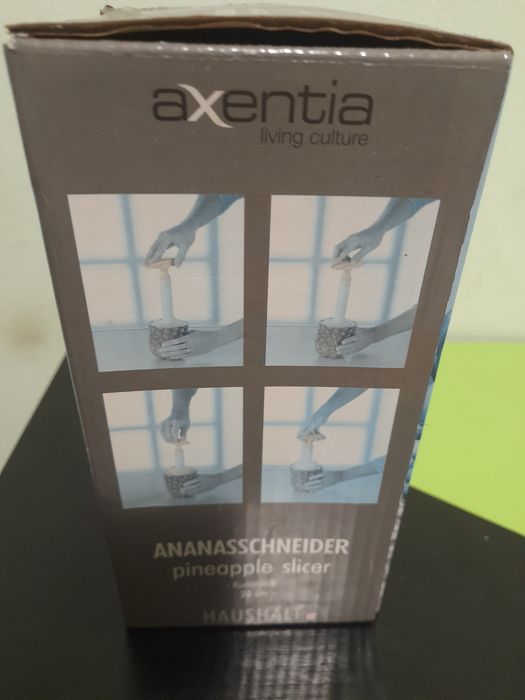 axentia
living culture
ANANASSCHNEIDER
pineapple slicer
Kunststoff
HAUSHALT